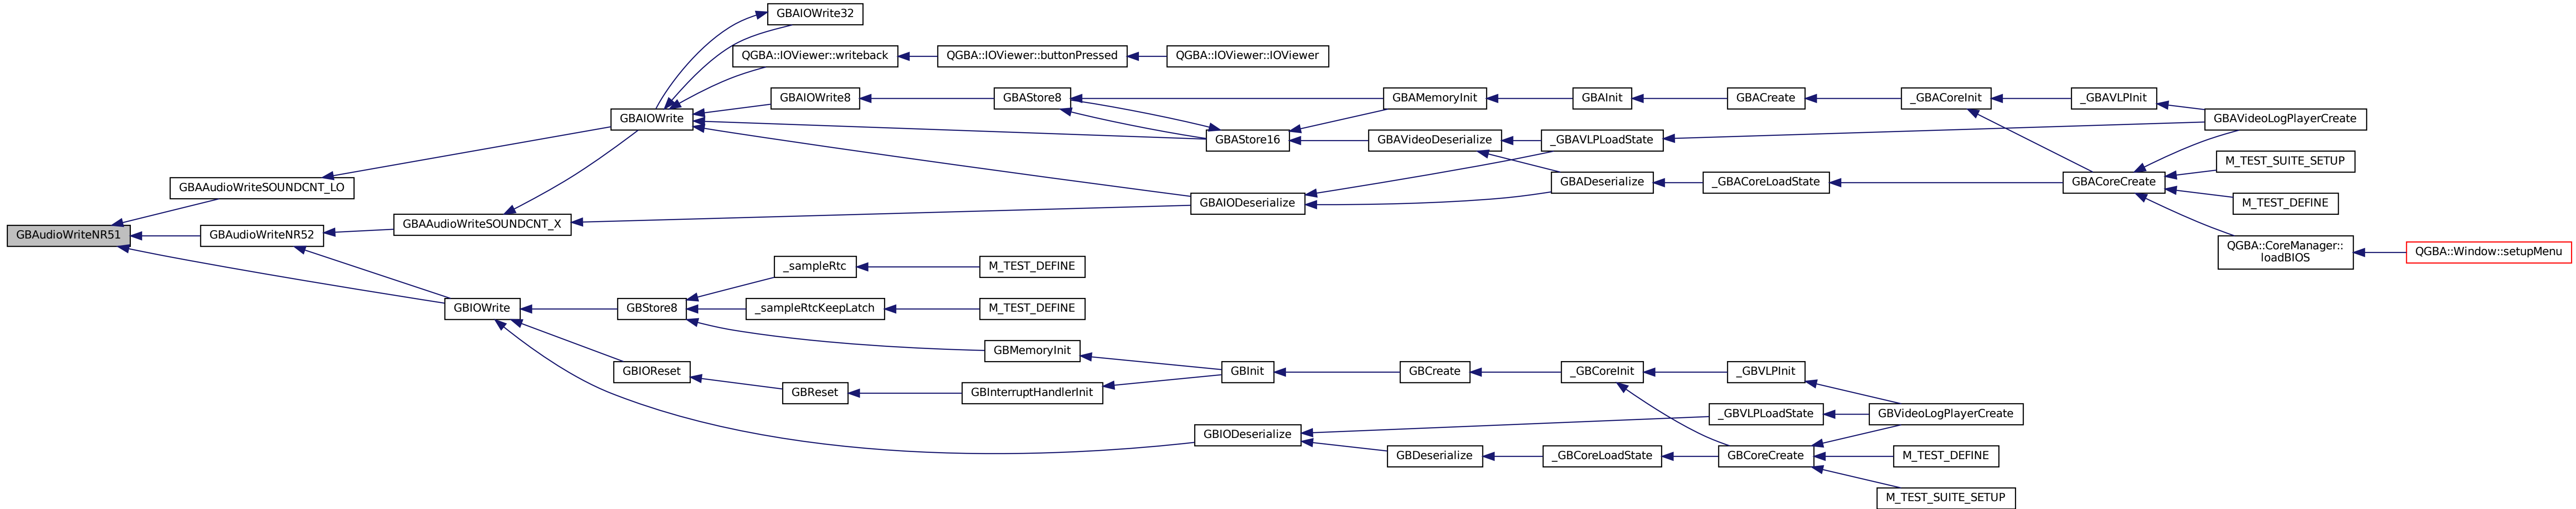 GBAIOWrite32
QGBA::IOViewer::writeback
QGBA::IOViewer::buttonPressed
QGBA::IOViewer::IOViewer
GBAIOWrite8
GBAStore8
GBAMemoryInit
GBAInit
GBACreate
_GBACoreInit
_GBAVLPInit
GBAIOWrite
GBAVideoLogPlayerCreate
GBAStore16
GBAVideoDeserialize
_GBAVLPLoadState
M_TEST_SUITE_SETUP
GBAAudioWriteSOUNDCNT_LO
GBADeserialize
_GBACoreLoadState
GBACoreCreate
GBAIODeserialize
M_TEST_DEFINE
GBAAudioWriteSOUNDCNT_X
GBAudioWriteNR51
GBAudioWriteNR52
QGBA::CoreManager::
loadBIOS
QGBA::Window::setupMenu
_sampleRtc
M_TEST_DEFINE
GBIOWrite
GBStore8
_sampleRtcKeepLatch
M_TEST_DEFINE
GBMemoryInit
GBIOReset
GBInit
GBCreate
_GBCoreInit
_GBVLPInit
GBReset
GBInterruptHandlerInit
_GBVLPLoadState
GBVideoLogPlayerCreate
GBIODeserialize
GBDeserialize
_GBCoreLoadState
GBCoreCreate
M_TEST_DEFINE
M_TEST_SUITE_SETUP